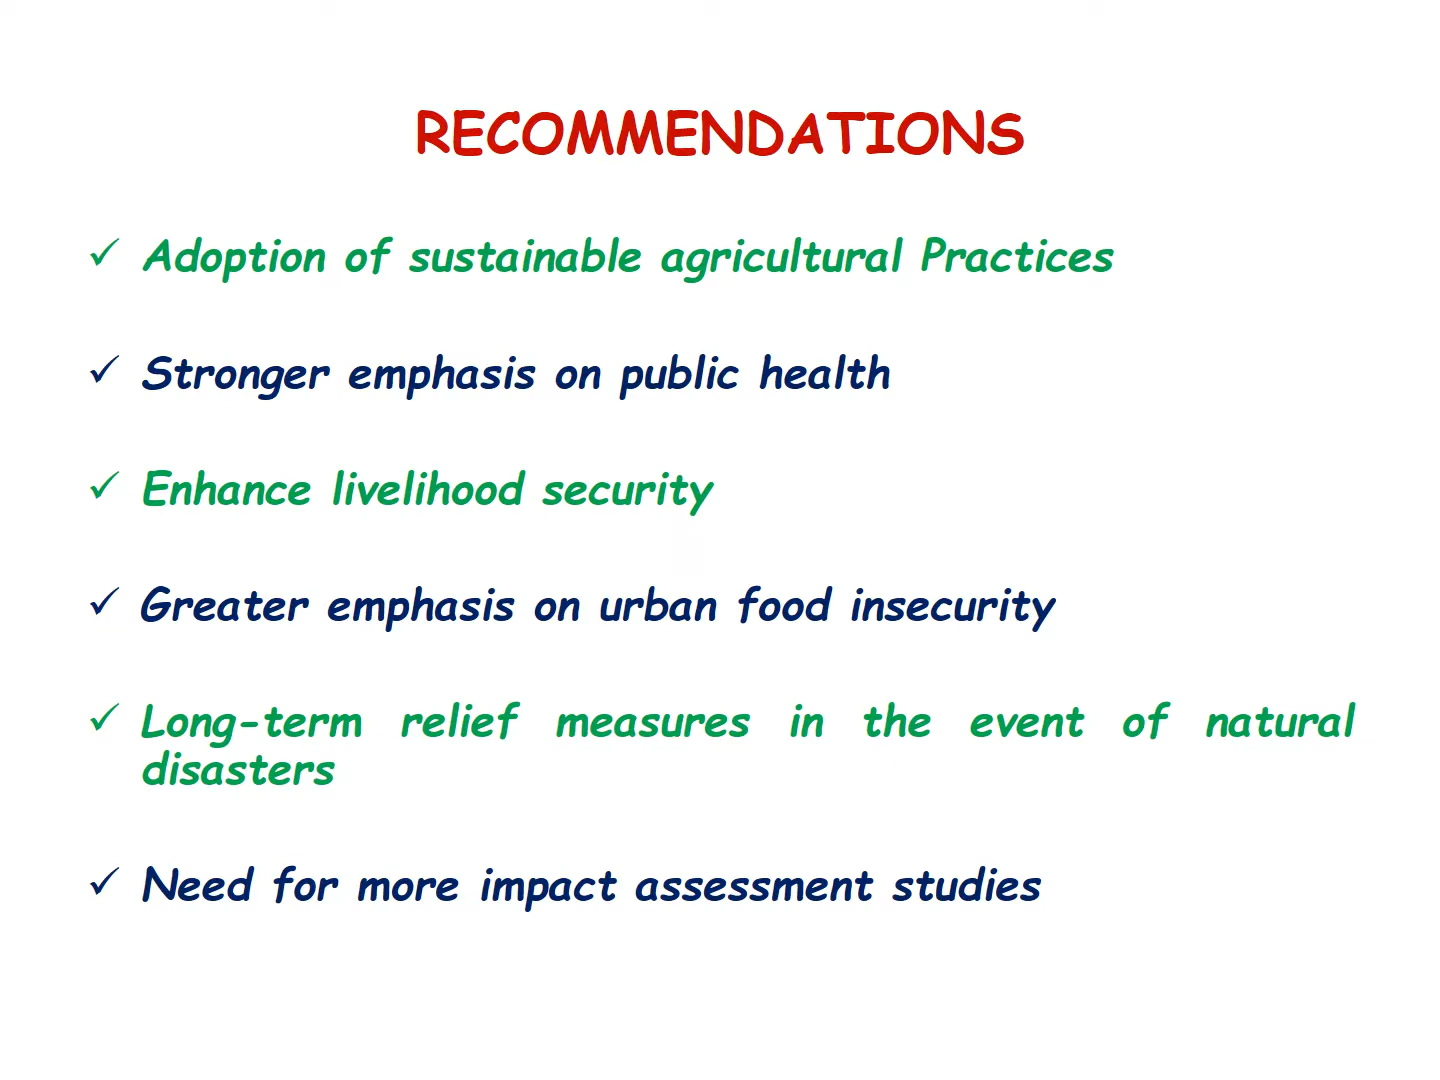 RECOMMENDATIONS
✓ Adoption of sustainable agricultural Practices
✓ Stronger emphasis on public health
✓ Enhance livelihood security
✓ Greater emphasis on urban food insecurity
✓ Long-term relief measures in the event of natural
disasters
✓ Need for more impact assessment studies